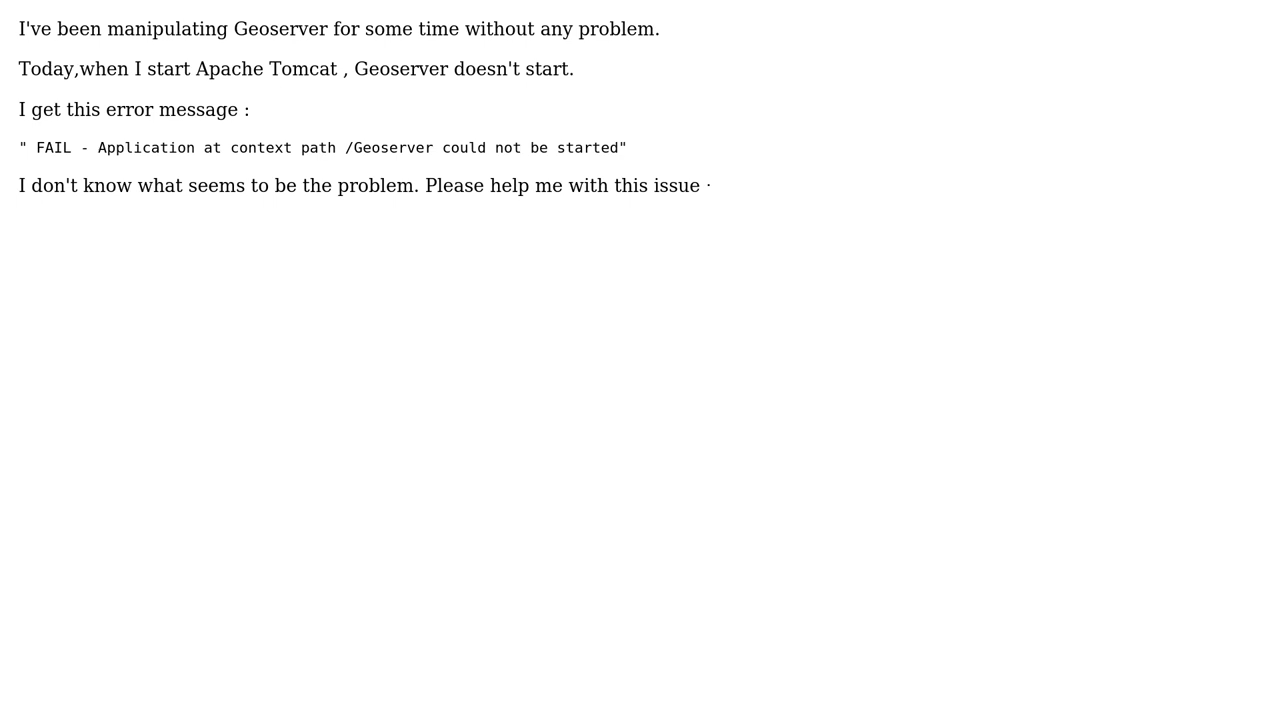 I've been manipulating Geoserver for some time without any problem.
Today,when I start Apache Tomcat , Geoserver doesn't start.
I get this error message :
" FAIL - Application at context path /Geoserver could not be started"
I don't know what seems to be the problem. Please help me with this issue ·